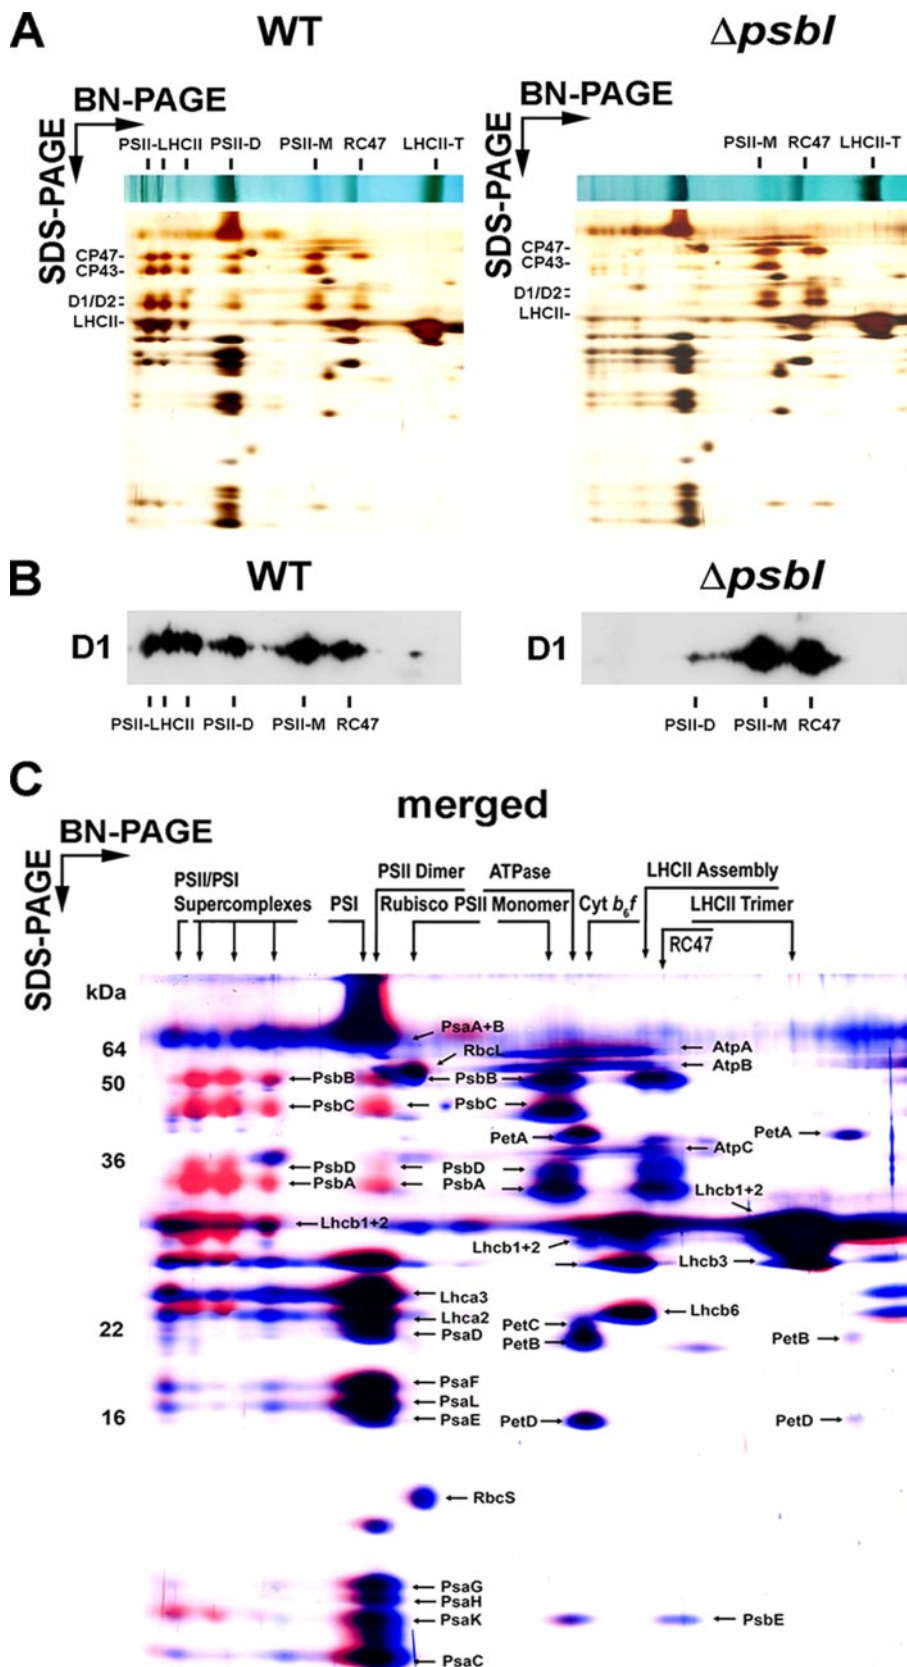 A
WT
Δpsbl
BN-PAGE
BN-PAGE
SDS-PAGE
SDS-PAGE
PSII-LHCII PSII-D PSII-M RC47 LHCII-T
PSII-M RC47 LHCII-T
CP47-
CP43-
D1/D2
LHCII-
CP47-
CP43-
D1/D2
LHCII-
B
WT
Δpsbl
D1
D1
PSII-LHCII PSII-D PSII-M RC47
PSII-D PSII-M RC47
C
merged
BN-PAGE
SDS-PAGE
PSII/PSI
Supercomplexes
PSI
PSII Dimer
ATPase
Rubisco PSII Monomer
Cyt b6f
LHCII Assembly
LHCII Trimer
RC47
kDa
64
50
36
22
16
PsaA+B
RbcL
AtpA
AtpB
PsbB
PsbB
PsbC
PsbC
PetA
PetA
AtpC
PsbD
PsbD
PsbA
PsbA
Lhcb1+2
Lhcb1+2
Lhcb1+2
Lhcb3
Lhca3
Lhca2
Lhcb6
PetC
PsaD
PetB
PetB
PsaF
PsaL
PsaE
PetD
PetD
RbcS
PsaG
PsaH
PsaK
PsbE
PsaC